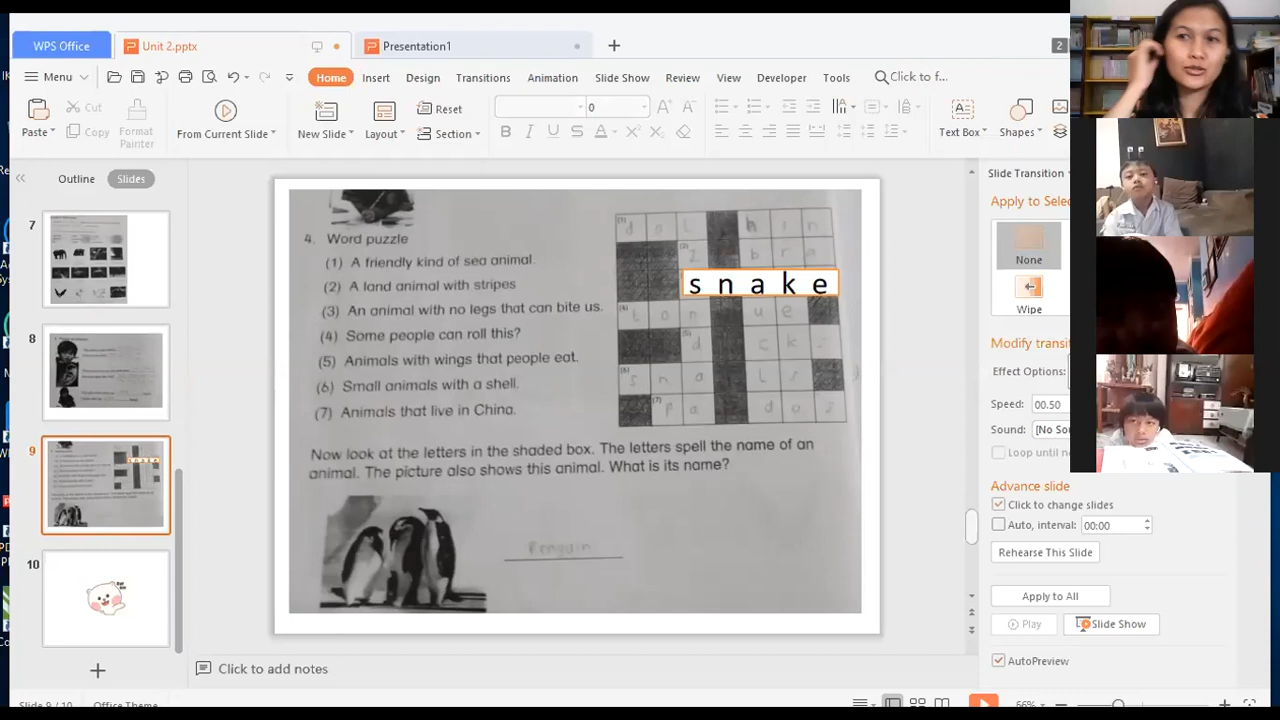 WPS Office
Unit 2.pptx
Presentation1
2
Menu
Home
Insert
Design
Transitions
Animation
Slide Show
Review
View
Developer
Tools
Click to f...
Paste
Cut
Copy
Format
Painter
From Current Slide
New Slide
Layout
Reset
Section
0
B I U S A
Text Box
Shapes
Outline
Slides
7
8
9
10
4. Word puzzle
(1) A friendly kind of sea animal
(2) A land animal with stripes
(3) An animal with no legs that can bite us.
(4) Some people can roll this?
(5) Animals with wings that people eat.
(6) Small animals with a shell.
(7) Animals that live in China.
(1) d o l h i n
(2) z b r a
s n a k e
t o n u e
(5) d c k
(6) s n a l s
(7) p a d a s
Now look at the letters in the shaded box. The letters spell the name of an
animal. The picture also shows this animal. What is its name?
Penguin
Slide Transition
Apply to Selec
None
Wipe
Modify transiti
Effect Options:
Speed: 00.50
Sound: [No Sou
Loop until n
Advance slide
Click to change slides
Auto, interval: 00:00
Rehearse This Slide
Apply to All
Play
Slide Show
AutoPreview
Click to add notes
Slide 9 / 10
Office Theme
66%